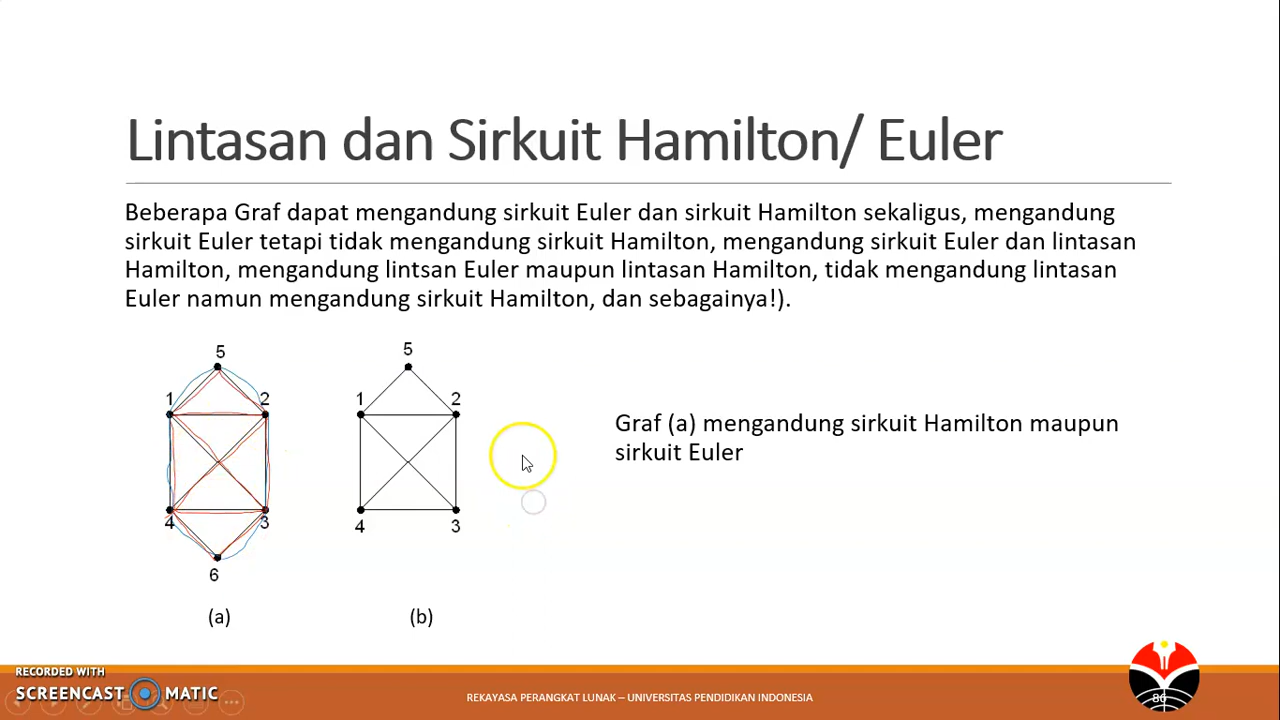 Lintasan dan Sirkuit Hamilton/ Euler
Beberapa Graf dapat mengandung sirkuit Euler dan sirkuit Hamilton sekaligus, mengandung
sirkuit Euler tetapi tidak mengandung sirkuit Hamilton, mengandung sirkuit Euler dan lintasan
Hamilton, mengandung lintsan Euler maupun lintasan Hamilton, tidak mengandung lintasan
Euler namun mengandung sirkuit Hamilton, dan sebagainya!).
5
1 2
4 3
6
(a)
5
1 2
4 3
(b)
Graf (a) mengandung sirkuit Hamilton maupun
sirkuit Euler
RECORDED WITH
SCREENCAST MATIC
REKAYASA PERANGKAT LUNAK – UNIVERSITAS PENDIDIKAN INDONESIA
86